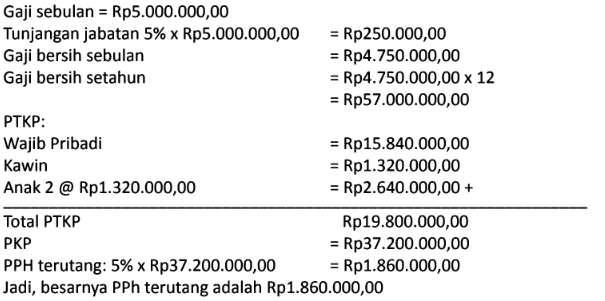 Gaji sebulan = Rp5.000.000,00
Tunjangan jabatan 5% x Rp5.000.000,00 = Rp250.000,00
Gaji bersih sebulan = Rp4.750.000,00
Gaji bersih setahun = Rp4.750.000,00 x 12
= Rp57.000.000,00
PTKP:
Wajib Pribadi = Rp15.840.000,00
Kawin = Rp1.320.000,00
Anak 2 @ Rp1.320.000,00 = Rp2.640.000,00 +
Total PTKP Rp19.800.000,00
PKP = Rp37.200.000,00
PPH terutang: 5% x Rp37.200.000,00 = Rp1.860.000,00
Jadi, besarnya PPh terutang adalah Rp1.860.000,00